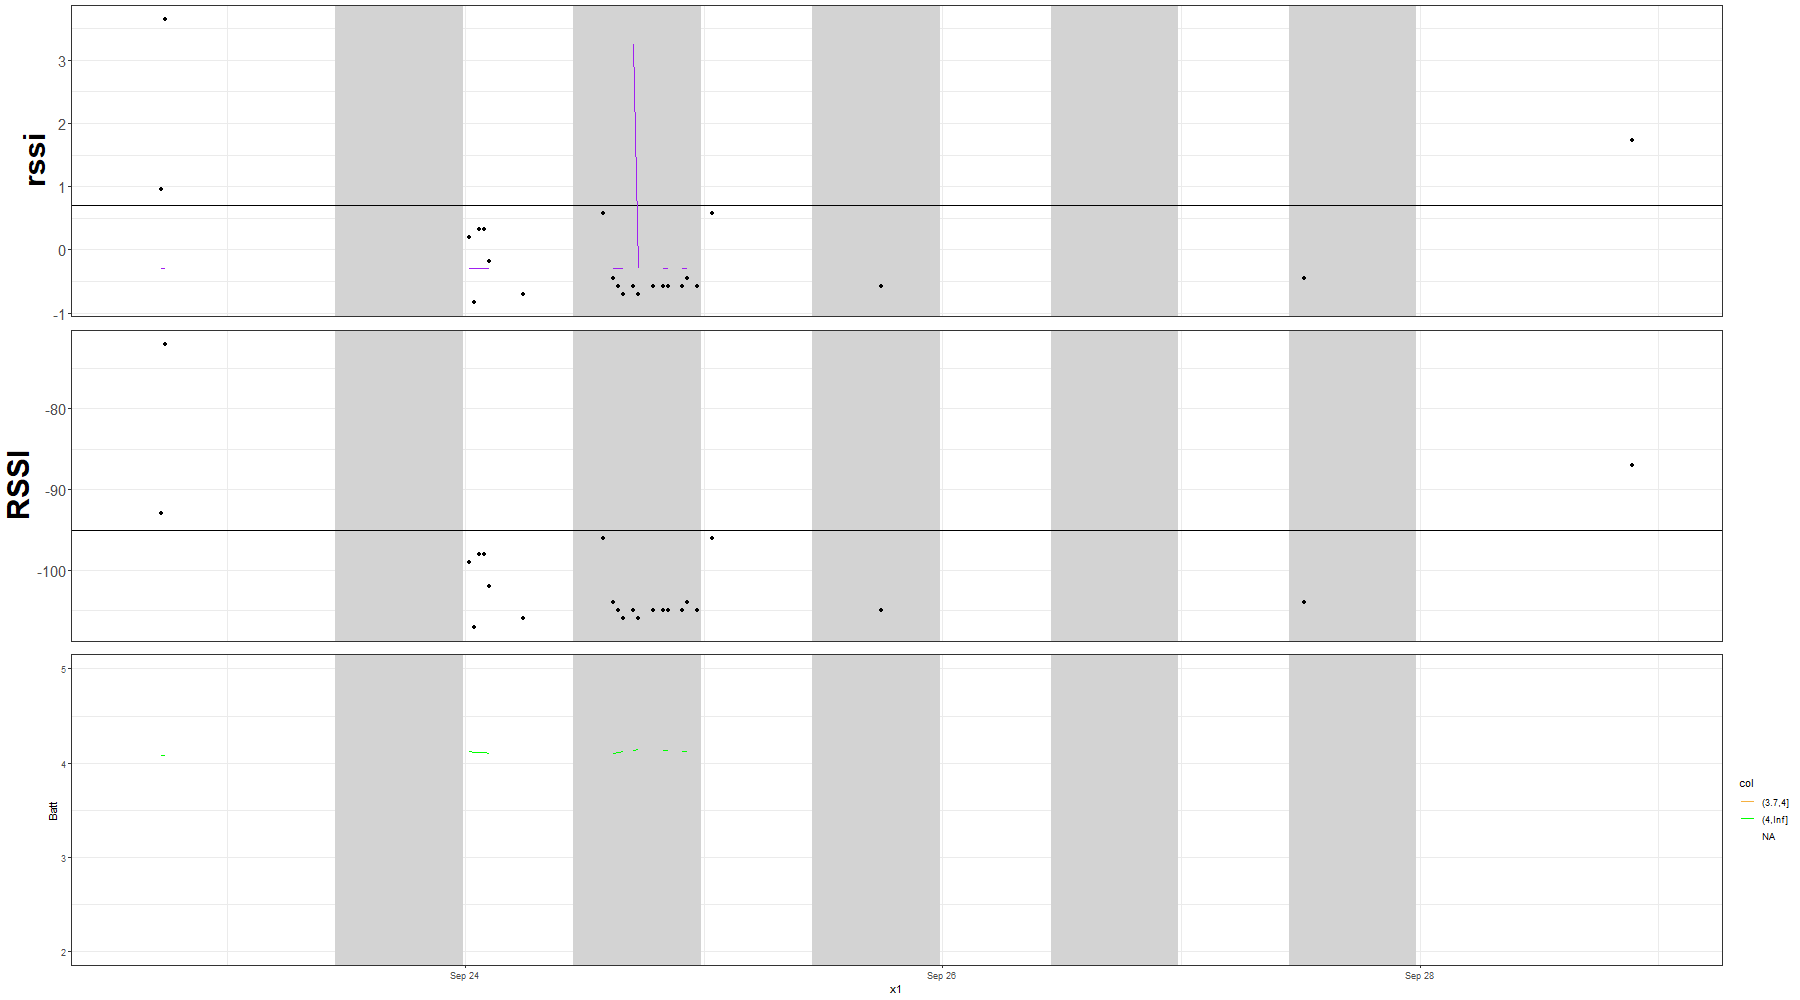 rssi
3
2
1
0
-1
RSSI
-80
-90
-100
Batt
5
4
3
2
Sep 24
Sep 26
Sep 28
x1
col
(3.7,4]
(4,Inf]
NA